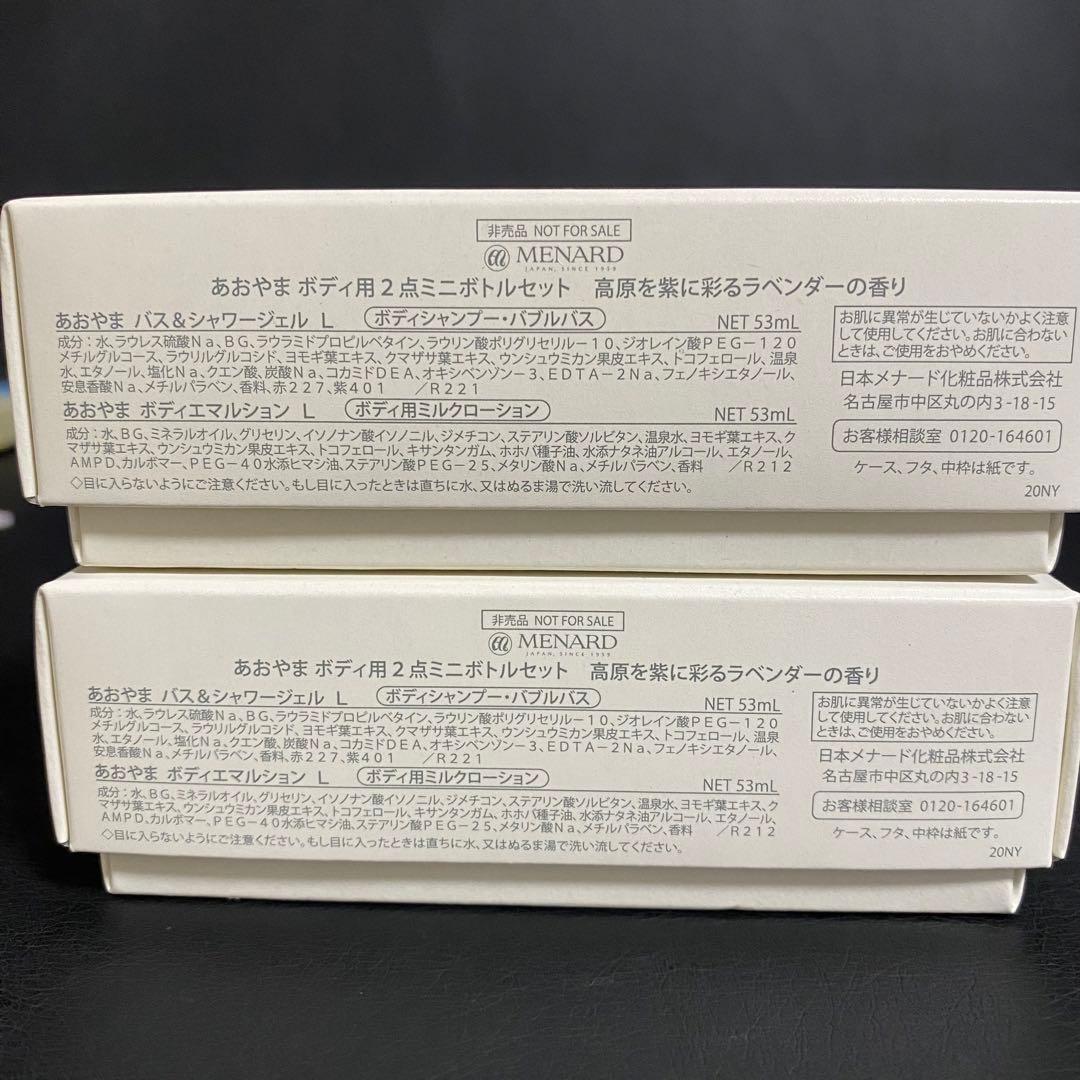 非売品 NOT FOR SALE
MENARD
JAPAN, SINCE 1959
あおやま ボディ用2点ミニボトルセット 高原を紫に彩るラベンダーの香り
あおやま バス&シャワージェル L ボディシャンプー・バブルバス NET 53mL
成分:水、ラウレス硫酸Na、BG、ラウラミドプロピルベタイン、ラウリン酸ポリグリセリル－10、ジオレイン酸PEG－120
メチルグルコース、ラウリルグルコシド、ヨモギ葉エキス、クマザサ葉エキス、ウンシュウミカン果皮エキス、トコフェロール、温泉
水、エタノール、塩化Na、クエン酸、炭酸Na、コカミドDEA、オキシベンゾン－3、EDTA－2Na、フェノキシエタノール、
安息香酸Na、メチルパラベン、香料、赤227、紫401 /R221
あおやま ボディエマルション L ボディ用ミルクローション NET 53mL
成分:水、BG、ミネラルオイル、グリセリン、イソノナン酸イソノニル、ジメチコン、ステアリン酸ソルビタン、温泉水、ヨモギ葉エキス、ク
マザサ葉エキス、ウンシュウミカン果皮エキス、トコフェロール、キサンタンガム、ホホバ種子油、水添ナタネ油アルコール、エタノール、
AMPD、カルボマー、PEG－40水添ヒマシ油、ステアリン酸PEG－25、メタリン酸Na、メチルパラベン、香料 /R212
◇目に入らないようにご注意ください。もし目に入ったときは直ちに水、又はぬるま湯で洗い流してください。
お肌に異常が生じていないかよく注意
して使用してください。お肌に合わない
ときは、ご使用をおやめください。
日本メナード化粧品株式会社
名古屋市中区丸の内3-18-15
お客様相談室 0120-164601
ケース、フタ、中枠は紙です。
20NY
非売品 NOT FOR SALE
MENARD
JAPAN, SINCE 1959
あおやま ボディ用2点ミニボトルセット 高原を紫に彩るラベンダーの香り
あおやま バス&シャワージェル L ボディシャンプー・バブルバス NET 53mL
成分:水、ラウレス硫酸Na、BG、ラウラミドプロピルベタイン、ラウリン酸ポリグリセリル－10、ジオレイン酸PEG－120
メチルグルコース、ラウリルグルコシド、ヨモギ葉エキス、クマザサ葉エキス、ウンシュウミカン果皮エキス、トコフェロール、温泉
水、エタノール、塩化Na、クエン酸、炭酸Na、コカミドDEA、オキシベンゾン－3、EDTA－2Na、フェノキシエタノール、
安息香酸Na、メチルパラベン、香料、赤227、紫401 /R221
あおやま ボディエマルション L ボディ用ミルクローション NET 53mL
成分:水、BG、ミネラルオイル、グリセリン、イソノナン酸イソノニル、ジメチコン、ステアリン酸ソルビタン、温泉水、ヨモギ葉エキス、ク
マザサ葉エキス、ウンシュウミカン果皮エキス、トコフェロール、キサンタンガム、ホホバ種子油、水添ナタネ油アルコール、エタノール、
AMPD、カルボマー、PEG－40水添ヒマシ油、ステアリン酸PEG－25、メタリン酸Na、メチルパラベン、香料 /R212
◇目に入らないようにご注意ください。もし目に入ったときは直ちに水、又はぬるま湯で洗い流してください。
お肌に異常が生じていないかよく注意
して使用してください。お肌に合わない
ときは、ご使用をおやめください。
日本メナード化粧品株式会社
名古屋市中区丸の内3-18-15
お客様相談室 0120-164601
ケース、フタ、中枠は紙です。
20NY